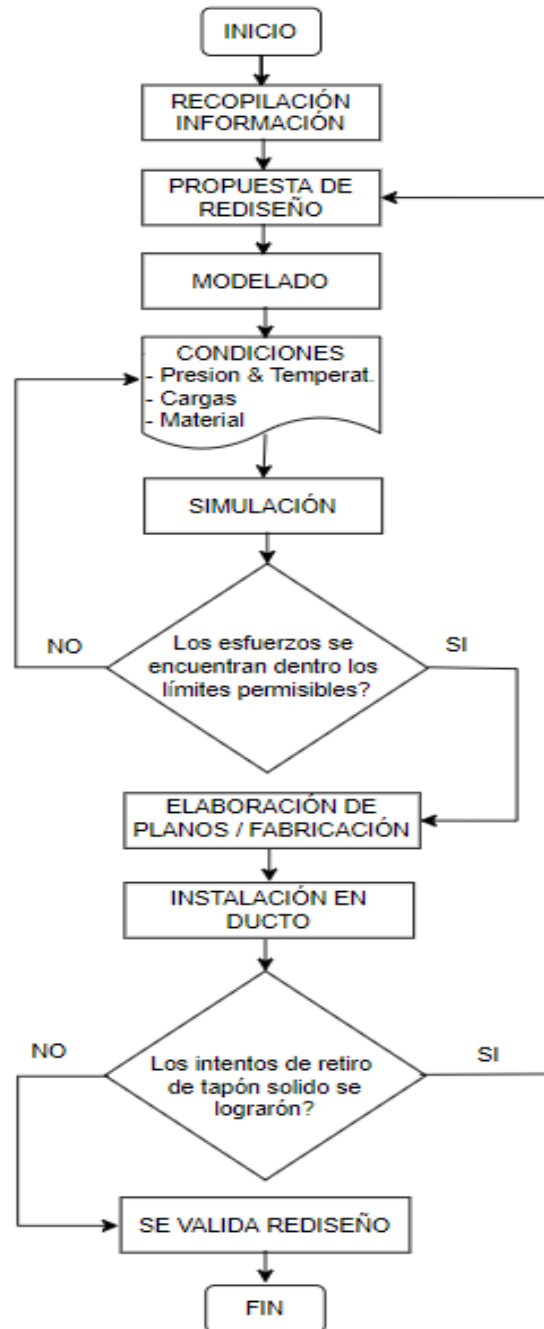 INICIO
RECOPILACIÓN
INFORMACIÓN
PROPUESTA DE
REDISEÑO
MODELADO
CONDICIONES
- Presion & Temperat.
- Cargas
- Material
SIMULACIÓN
NO
SI
Los esfuerzos se
encuentran dentro los
límites permisibles?
ELABORACIÓN DE
PLANOS / FABRICACIÓN
INSTALACIÓN EN
DUCTO
NO
SI
Los intentos de retiro
de tapón solido se
lograrón?
SE VALIDA REDISEÑO
FIN